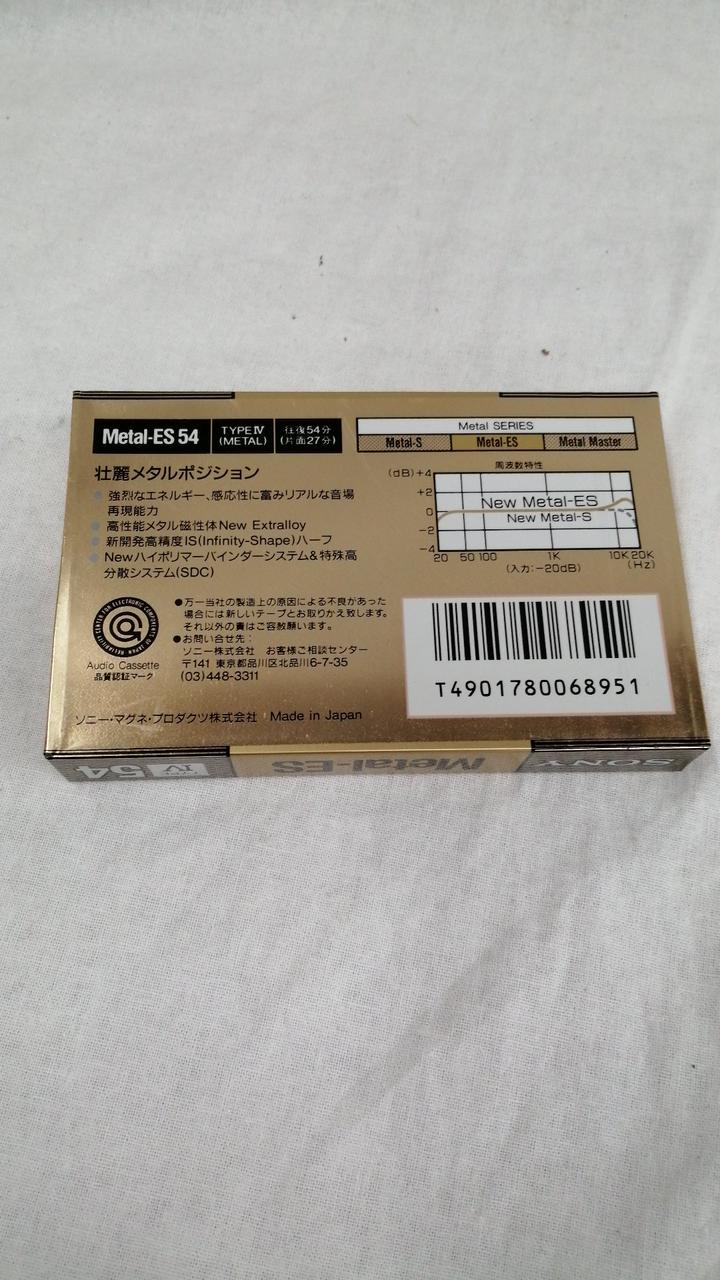 Metal-ES 54
TYPE IV
(METAL)
往復54分
(片面27分)
Metal SERIES
Metal-S
Metal-ES
Metal Master
壮麗メタルポジション
強烈なエネルギー、感応性に富みリアルな音場
再現能力
高性能メタル磁性体New Extralloy
新開発高精度IS(Infinity-Shape)ハーフ
Newハイポリマーバインダーシステム&特殊高
分散システム(SDC)
周波数特性
(dB)+4
+2
0
-2
-4
New Metal-ES
New Metal-S
20 50 100 1K 10K 20K
(入力:-20dB)
(Hz)
RELIABILITY CENTER FOR ELECTRONIC COMPONENTS OF JAPAN
Audio Cassette
品質認証マーク
●万一当社の製造上の原因による不良があった
場合には新しいテープとお取りかえ致します。
それ以外の責はご容赦願います。
●お問い合せ先:
ソニー株式会社 お客様ご相談センター
〒141 東京都品川区北品川6-7-35
(03)448-3311
T4901780068951
ソニー・マグネ・プロダクツ株式会社 Made in Japan
SONY
Metal-ES
IV
54